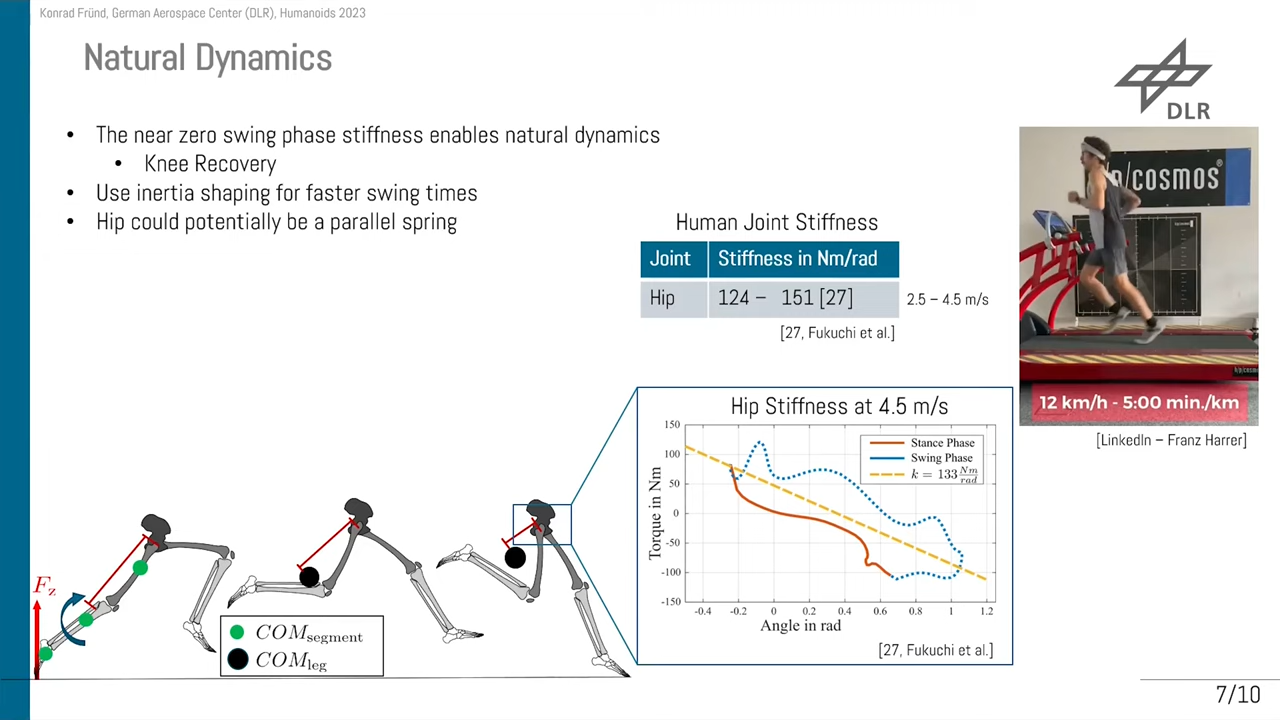 Konrad Fründ, German Aerospace Center (DLR), Humanoids 2023
Natural Dynamics
DLR
• The near zero swing phase stiffness enables natural dynamics
• Knee Recovery
• Use inertia shaping for faster swing times
• Hip could potentially be a parallel spring
Human Joint Stiffness
Joint Stiffness in Nm/rad
Hip 124 – 151 [27] 2.5 – 4.5 m/s
[27, Fukuchi et al.]
p/cosmos®
12 km/h - 5:00 min./km
[LinkedIn – Franz Harrer]
Hip Stiffness at 4.5 m/s
Stance Phase
Swing Phase
k = 133 Nm/rad
Torque in Nm
150
100
50
0
-50
-100
-150
-0.4 -0.2 0 0.2 0.4 0.6 0.8 1 1.2
Angle in rad
[27, Fukuchi et al.]
Fz
COMsegment
COMleg
7/10